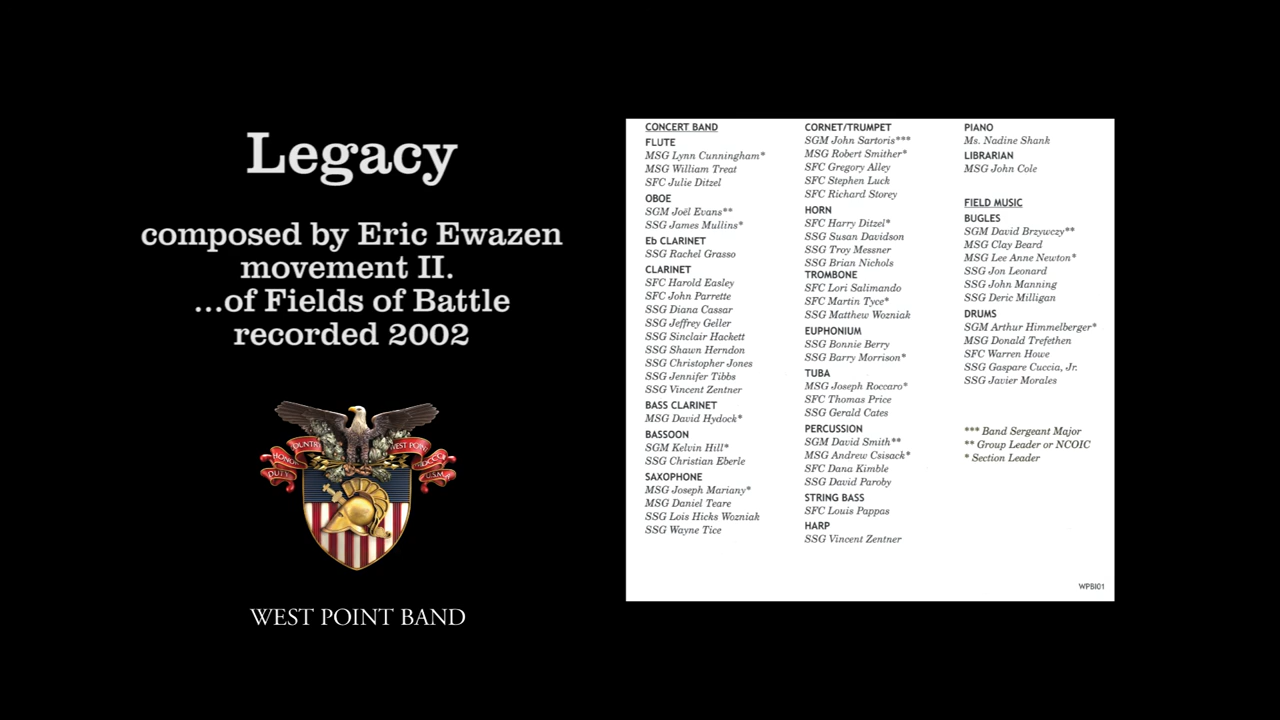 Legacy
composed by Eric Ewazen
movement II.
...of Fields of Battle
recorded 2002
COUNTRY
WEST POINT
HONOR
MDCCCII
DUTY
U.S.M.A.
WEST POINT BAND
CONCERT BAND
FLUTE
MSG Lynn Cunningham*
MSG William Treat
SFC Julie Ditzel
OBOE
SGM Joël Evans**
SSG James Mullins*
Eb CLARINET
SSG Rachel Grasso
CLARINET
SFC Harold Easley
SFC John Parrette
SSG Diana Cassar
SSG Jeffrey Geller
SSG Sinclair Hackett
SSG Shawn Herndon
SSG Christopher Jones
SSG Jennifer Tibbs
SSG Vincent Zentner
BASS CLARINET
MSG David Hydock*
BASSOON
SGM Kelvin Hill*
SSG Christian Eberle
SAXOPHONE
MSG Joseph Mariany*
MSG Daniel Teare
SSG Lois Hicks Wozniak
SSG Wayne Tice
CORNET/TRUMPET
SGM John Sartoris***
MSG Robert Smither*
SFC Gregory Alley
SFC Stephen Luck
SFC Richard Storey
HORN
SFC Harry Ditzel*
SSG Susan Davidson
SSG Troy Messner
SSG Brian Nichols
TROMBONE
SFC Lori Salimando
SFC Martin Tyce*
SSG Matthew Wozniak
EUPHONIUM
SSG Bonnie Berry
SSG Barry Morrison*
TUBA
MSG Joseph Roccaro*
SFC Thomas Price
SSG Gerald Cates
PERCUSSION
SGM David Smith**
MSG Andrew Csisack*
SFC Dana Kimble
SSG David Paroby
STRING BASS
SFC Louis Pappas
HARP
SSG Vincent Zentner
PIANO
Ms. Nadine Shank
LIBRARIAN
MSG John Cole
FIELD MUSIC
BUGLES
SGM David Brzywczy**
MSG Clay Beard
MSG Lee Anne Newton*
SSG Jon Leonard
SSG John Manning
SSG Deric Milligan
DRUMS
SGM Arthur Himmelberger*
MSG Donald Trefethen
SFC Warren Howe
SSG Gaspare Cuccia, Jr.
SSG Javier Morales
*** Band Sergeant Major
** Group Leader or NCOIC
* Section Leader
WPBI01